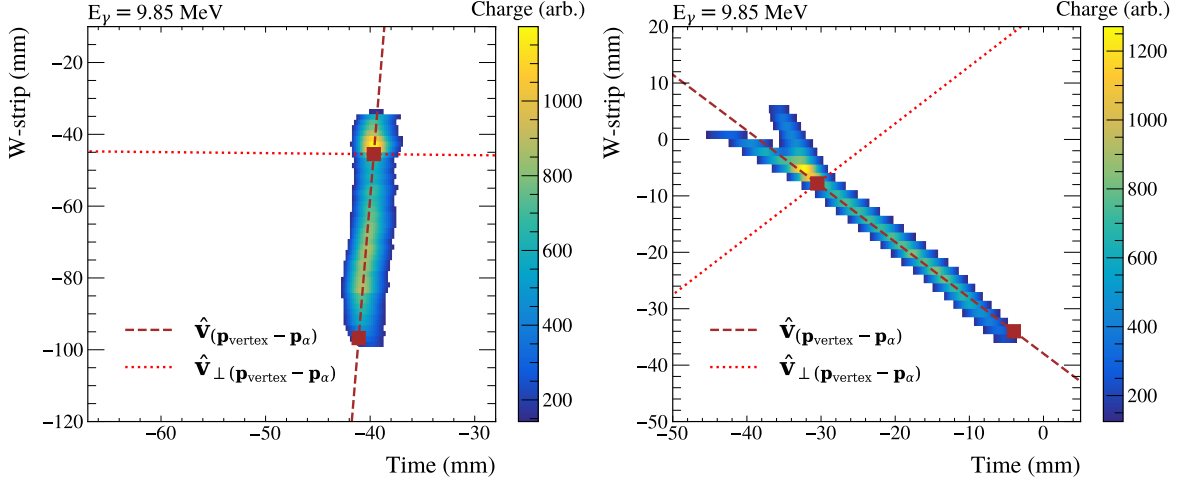 E_γ = 9.85 MeV
Charge (arb.)
W-strip (mm)
−20
−40
−60
−80
−100
−120
−60
−50
−40
−30
Time (mm)
1000
800
600
400
200
v̂_(p_vertex − p_α)
v̂_⊥ (p_vertex − p_α)
E_γ = 9.85 MeV
Charge (arb.)
W-strip (mm)
20
10
0
−10
−20
−30
−40
−50
−50
−40
−30
−20
−10
0
Time (mm)
1200
1000
800
600
400
200
v̂_(p_vertex − p_α)
v̂_⊥ (p_vertex − p_α)